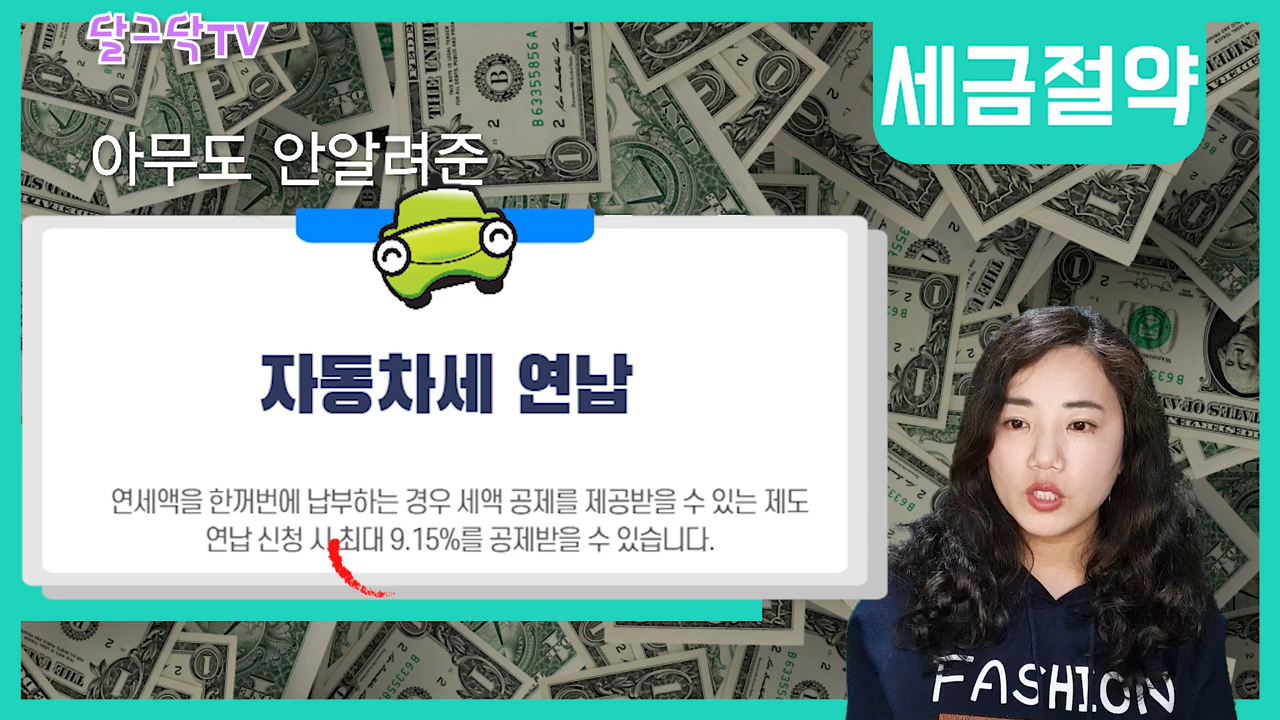 달그닥TV
세금절약
아무도 안알려준
자동차세 연납
연세액을 한꺼번에 납부하는 경우 세액 공제를 제공받을 수 있는 제도
연납 신청 시 최대 9.15%를 공제받을 수 있습니다.
FASHION
B63355856A